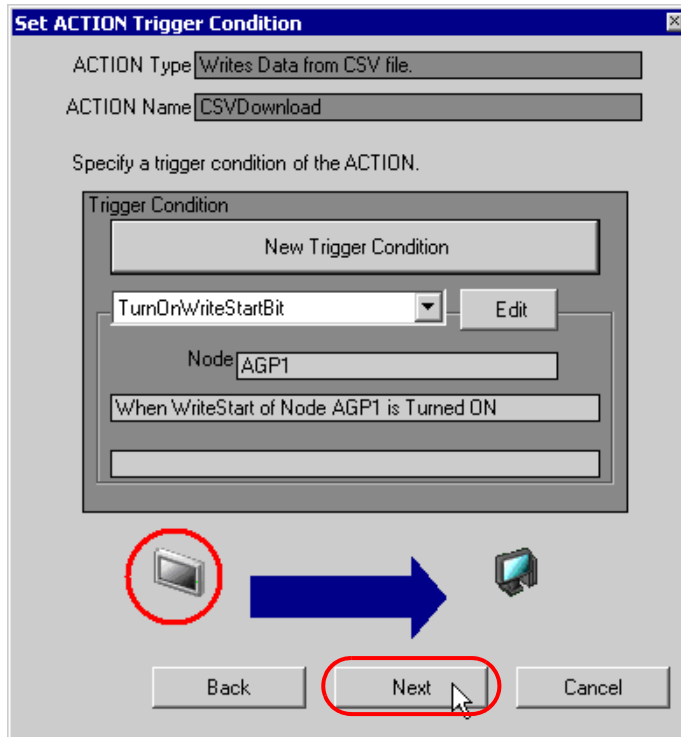 Set ACTION Trigger Condition
ACTION Type Writes Data from CSV file.
ACTION Name CSVDownload
Specify a trigger condition of the ACTION.
Trigger Condition
New Trigger Condition
TurnOnWriteStartBit Edit
Node AGP1
When WriteStart of Node AGP1 is Turned ON
Back Next Cancel